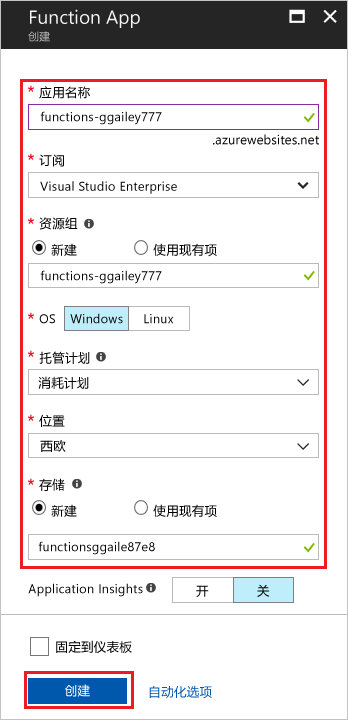 Function App
创建
* 应用名称
functions-ggailey777
.azurewebsites.net
* 订阅
Visual Studio Enterprise
* 资源组
新建 使用现有项
functions-ggailey777
* OS Windows Linux
* 托管计划
消耗计划
* 位置
西欧
* 存储
新建 使用现有项
functionsggaile87e8
Application Insights 开 关
固定到仪表板
创建 自动化选项